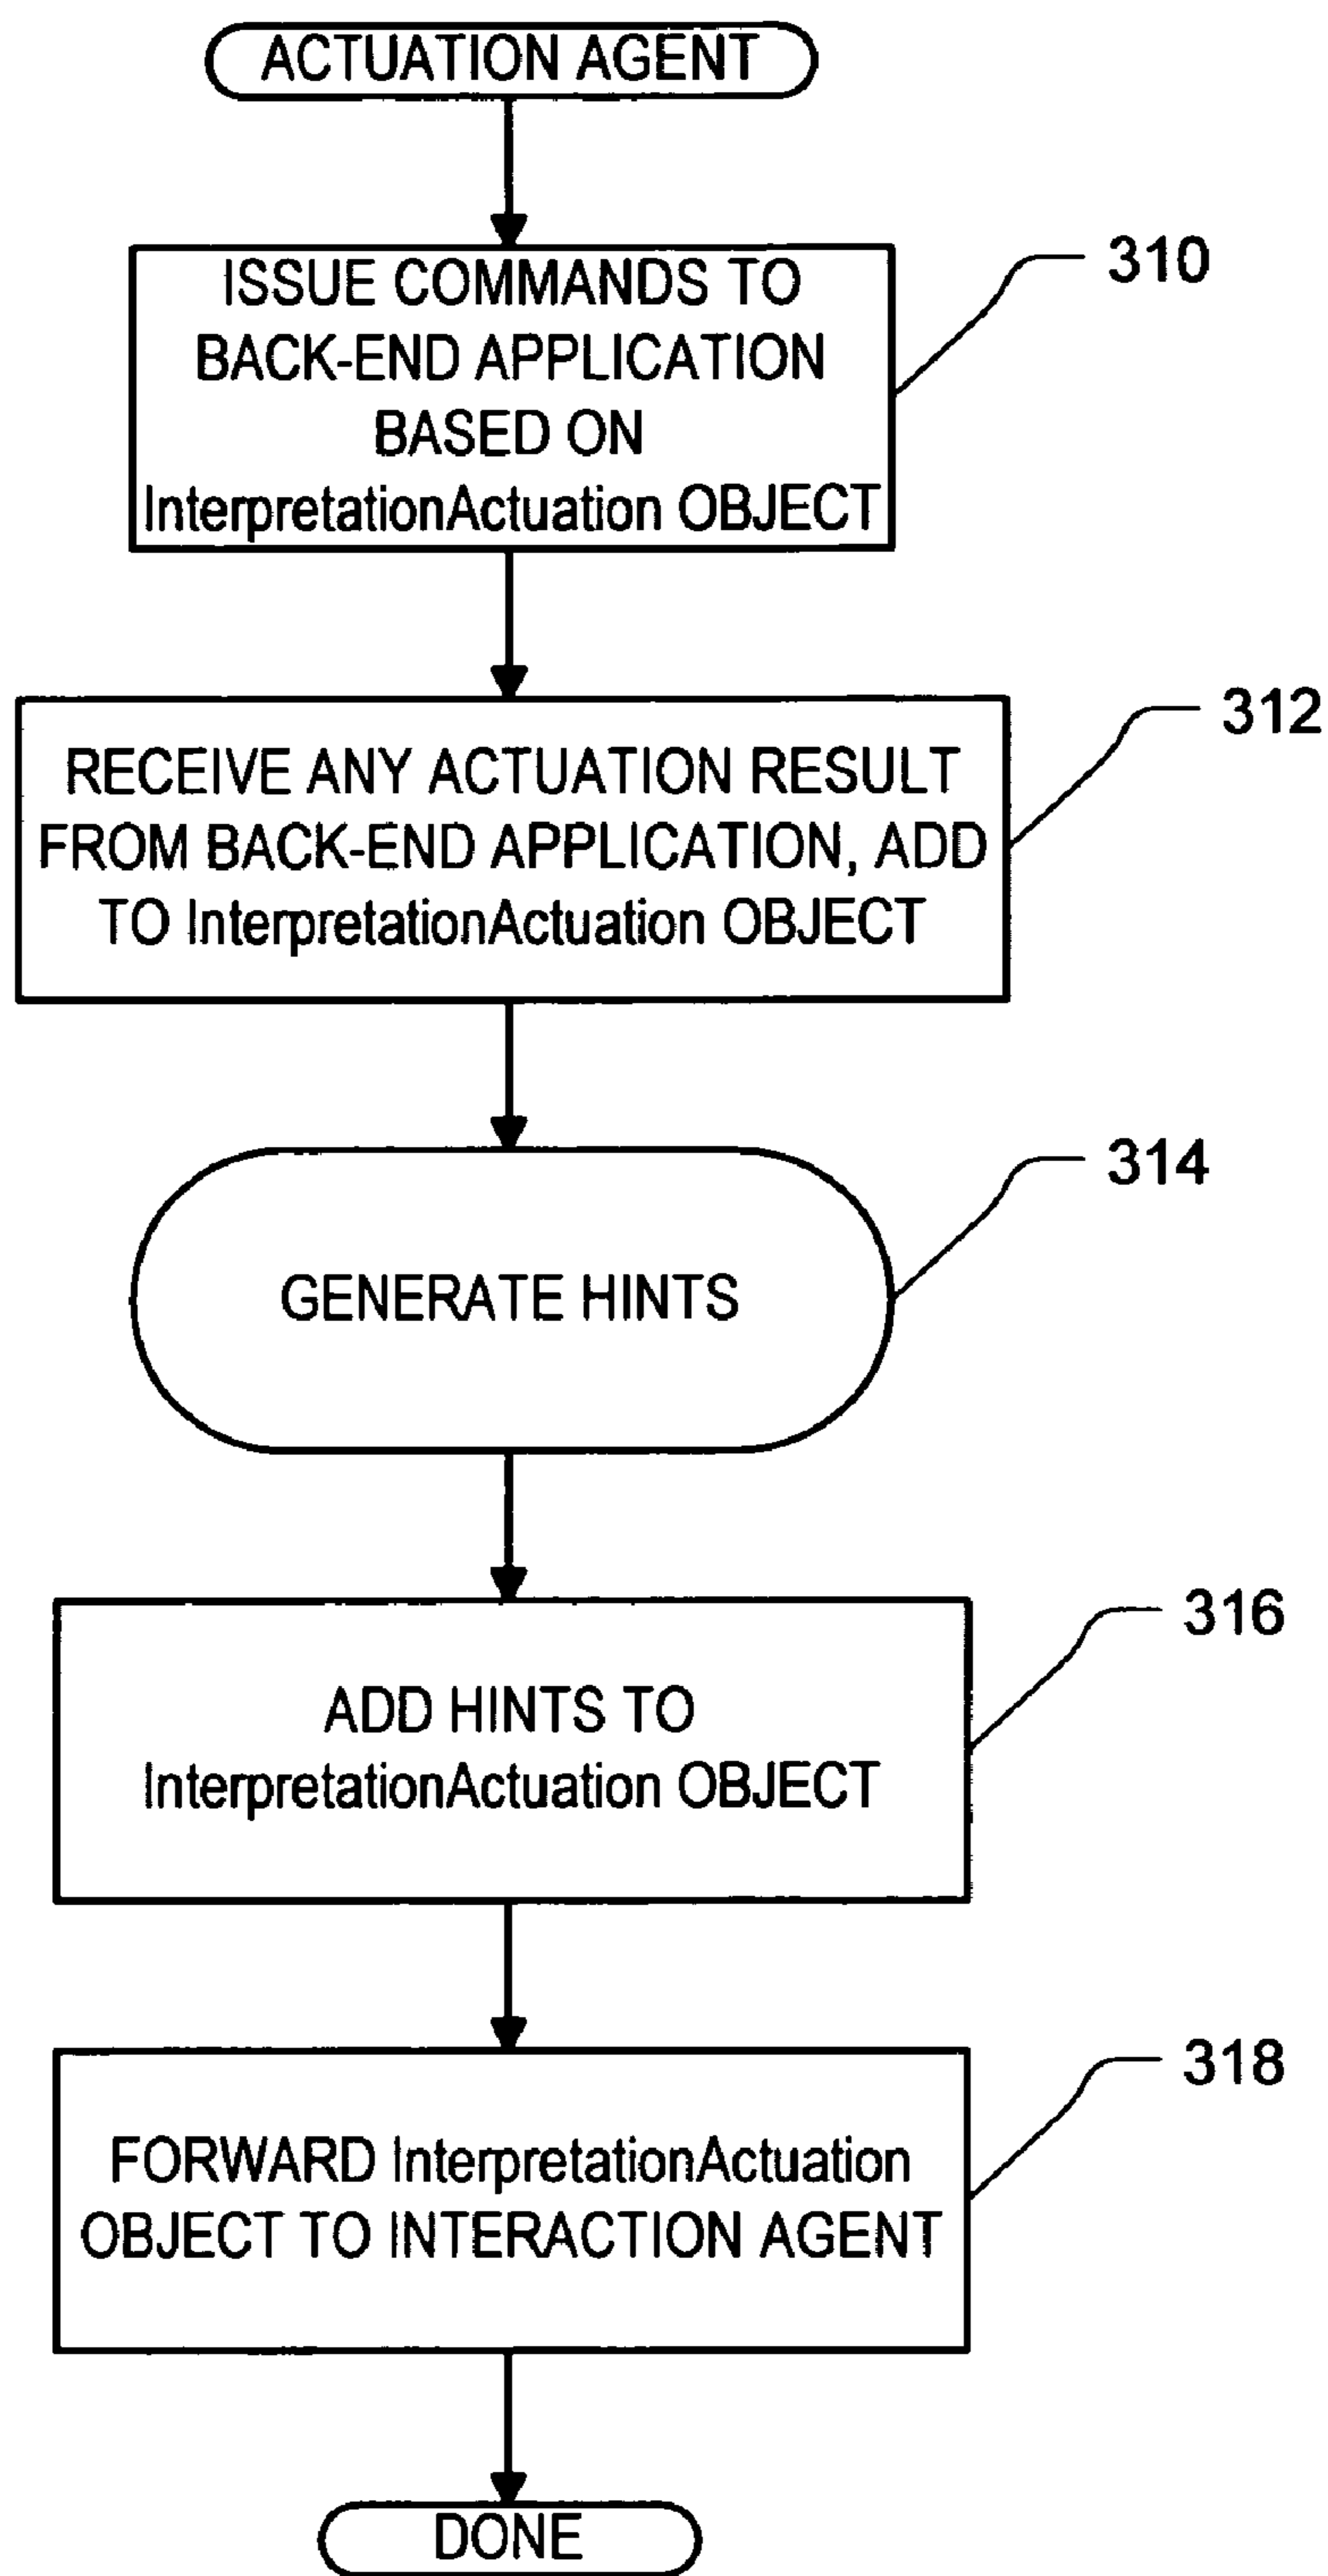 ACTUATION AGENT
ISSUE COMMANDS TO
BACK-END APPLICATION
BASED ON
InterpretationActuation OBJECT
310
RECEIVE ANY ACTUATION RESULT
FROM BACK-END APPLICATION, ADD
TO InterpretationActuation OBJECT
312
GENERATE HINTS
314
ADD HINTS TO
InterpretationActuation OBJECT
316
FORWARD InterpretationActuation
OBJECT TO INTERACTION AGENT
318
DONE